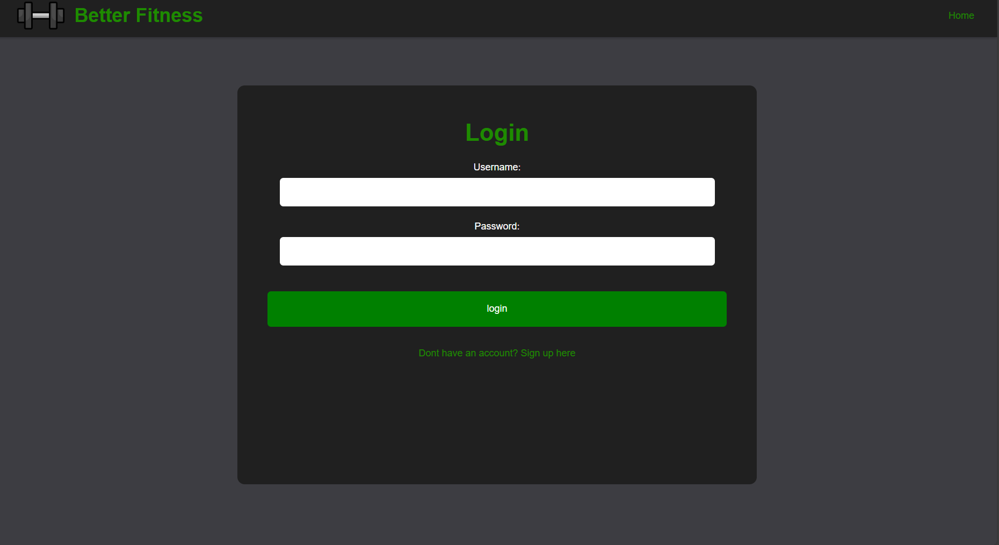 Better Fitness
Home
Login
Username:
Password:
login
Dont have an account? Sign up here